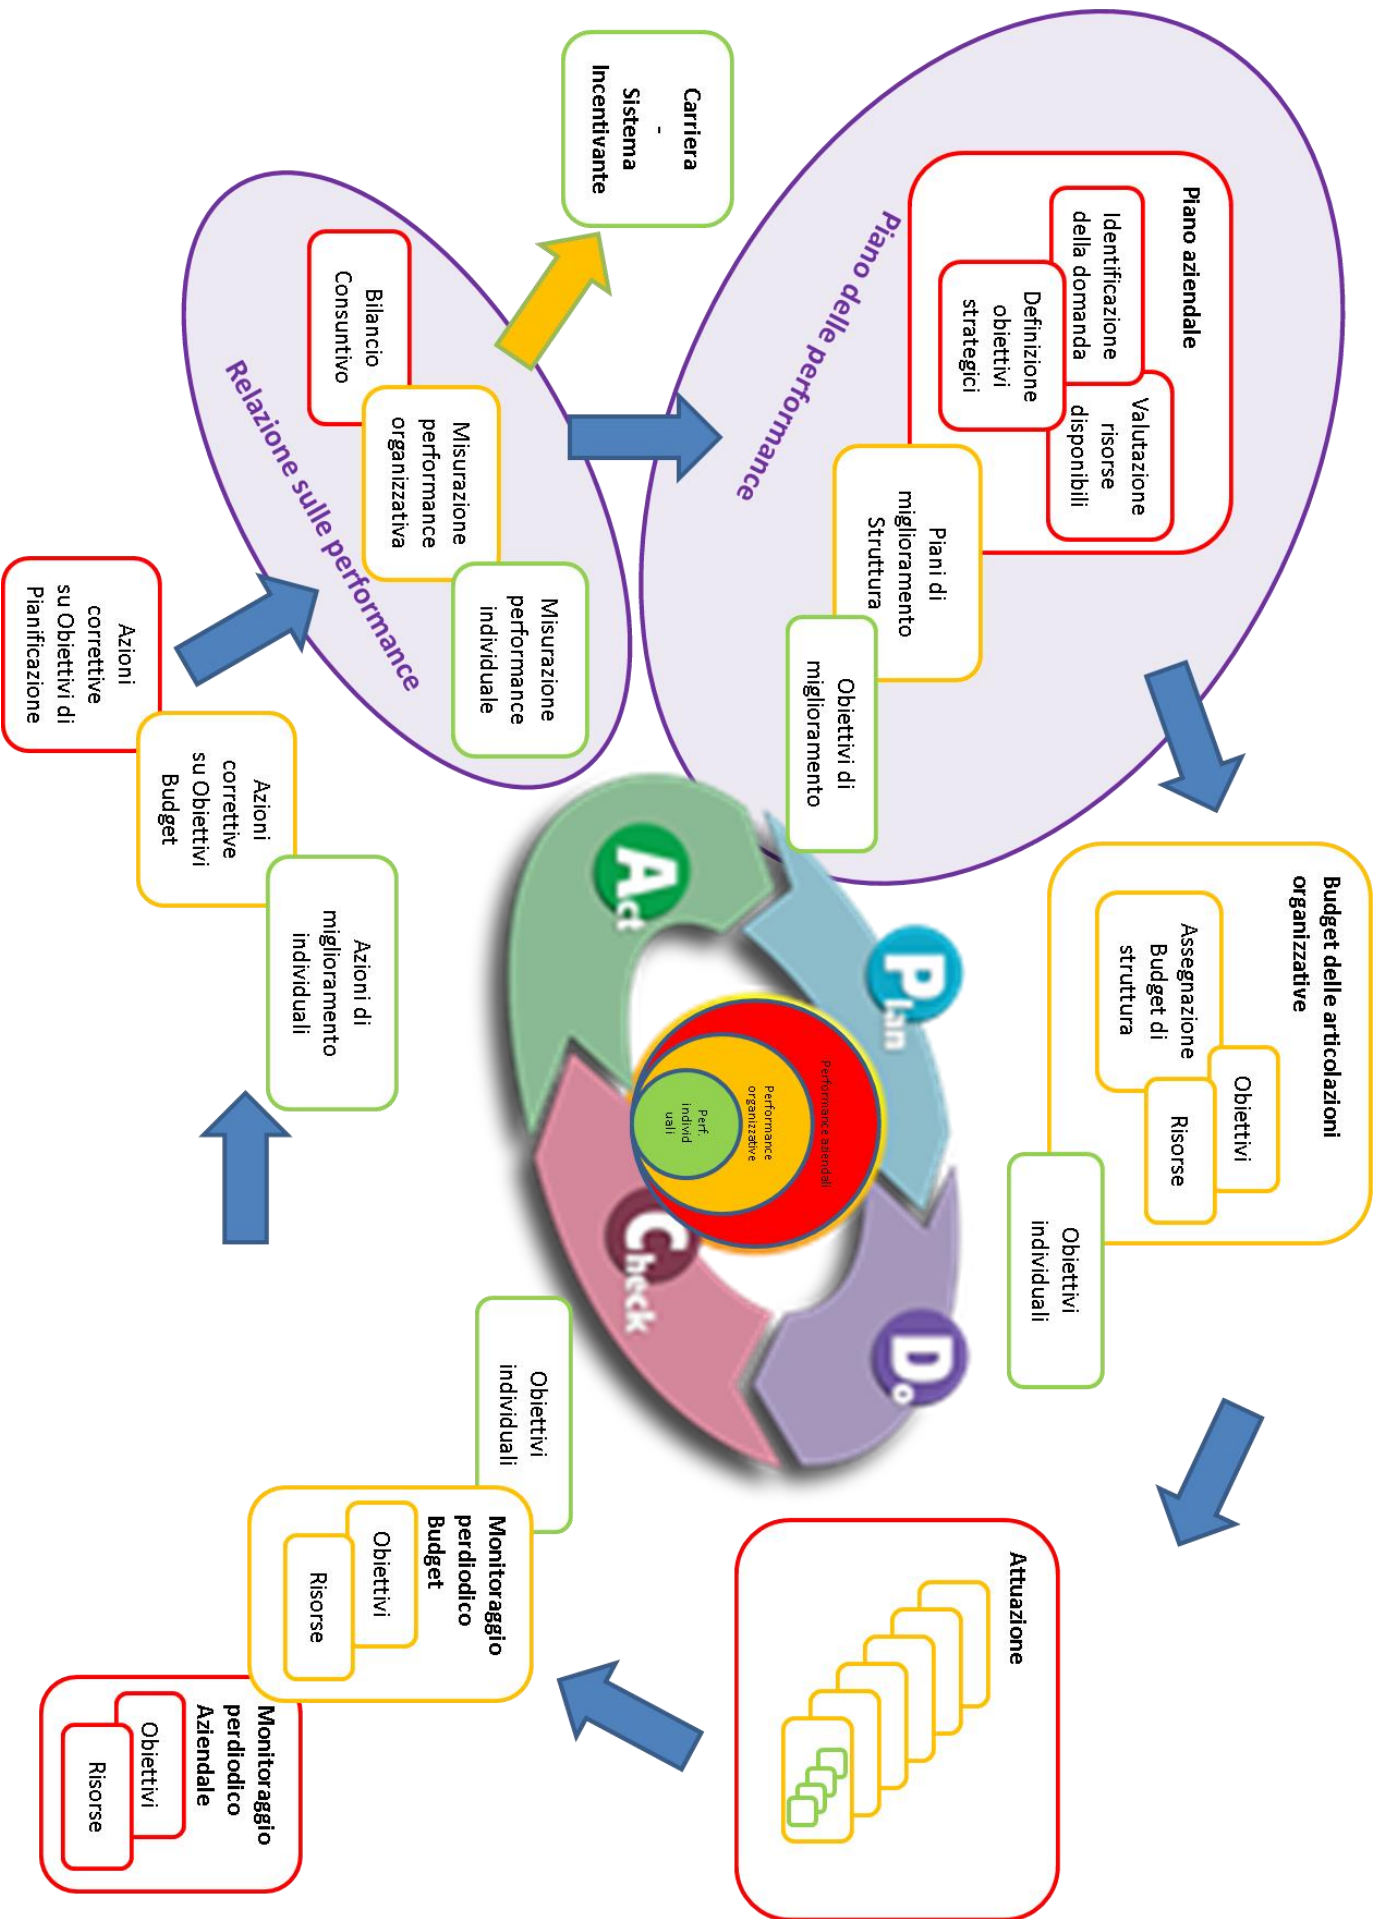 Piano aziendale
Identificazione
della domanda
Valutazione
risorse
disponibili
Definizione
obiettivi
strategici
Piani di
miglioramento
Struttura
Obiettivi di
miglioramento
Piano delle performance
Budget delle articolazioni
organizzative
Assegnazione
Budget di
struttura
Obiettivi
Risorse
Obiettivi
individuali
Attuazione
Carriera
-
Sistema
Incentivante
Plan
Do
Check
Act
Performance aziendali
Performance
organizzative
Perf.
individ
uali
Bilancio
Consuntivo
Misurazione
performance
organizzativa
Misurazione
performance
individuale
Relazione sulle performance
Obiettivi
individuali
Monitoraggio
perdiodico
Budget
Obiettivi
Risorse
Monitoraggio
perdiodico
Aziendale
Obiettivi
Risorse
Azioni di
miglioramento
individuali
Azioni
correttive
su Obiettivi
Budget
Azioni
correttive
su Obiettivi di
Pianificazione